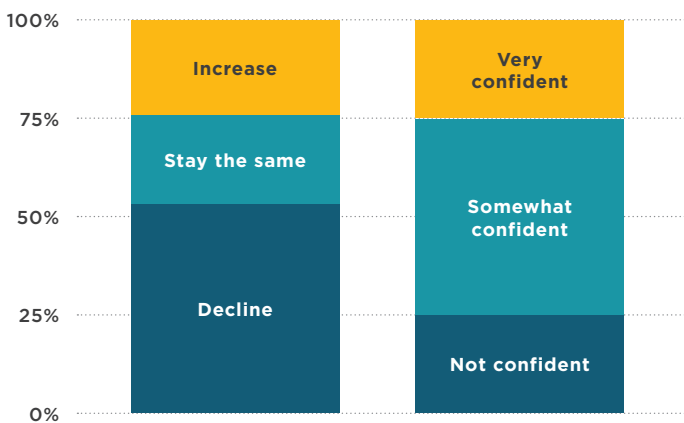 100%
75%
50%
25%
0%
Increase
Stay the same
Decline
Very
confident
Somewhat
confident
Not confident